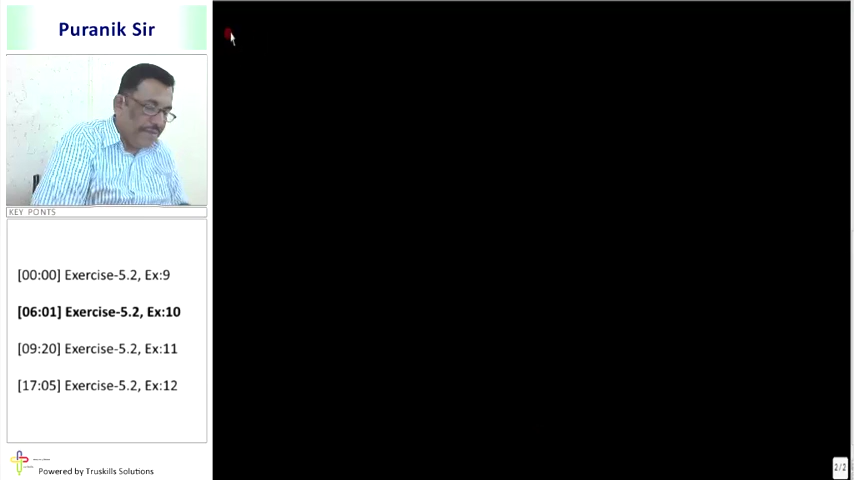 Puranik Sir
KEY PONTS
[00:00] Exercise-5.2, Ex:9
[06:01] Exercise-5.2, Ex:10
[09:20] Exercise-5.2, Ex:11
[17:05] Exercise-5.2, Ex:12
Powered by Truskills Solutions
2/2